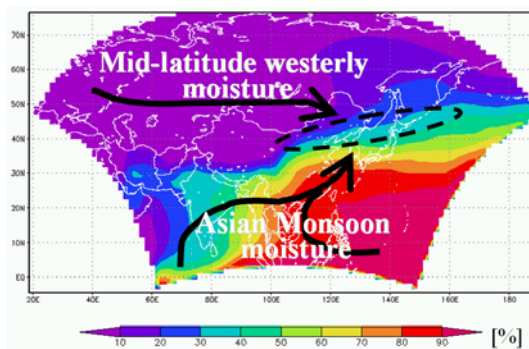 70N
60N
50N
40N
30N
20N
10N
EQ
Mid-latitude westerly
moisture
Asian Monsoon
moisture
20E 40E 60E 80E 100E 120E 140E 160E 180
10 20 30 40 50 60 70 80 90 [%]